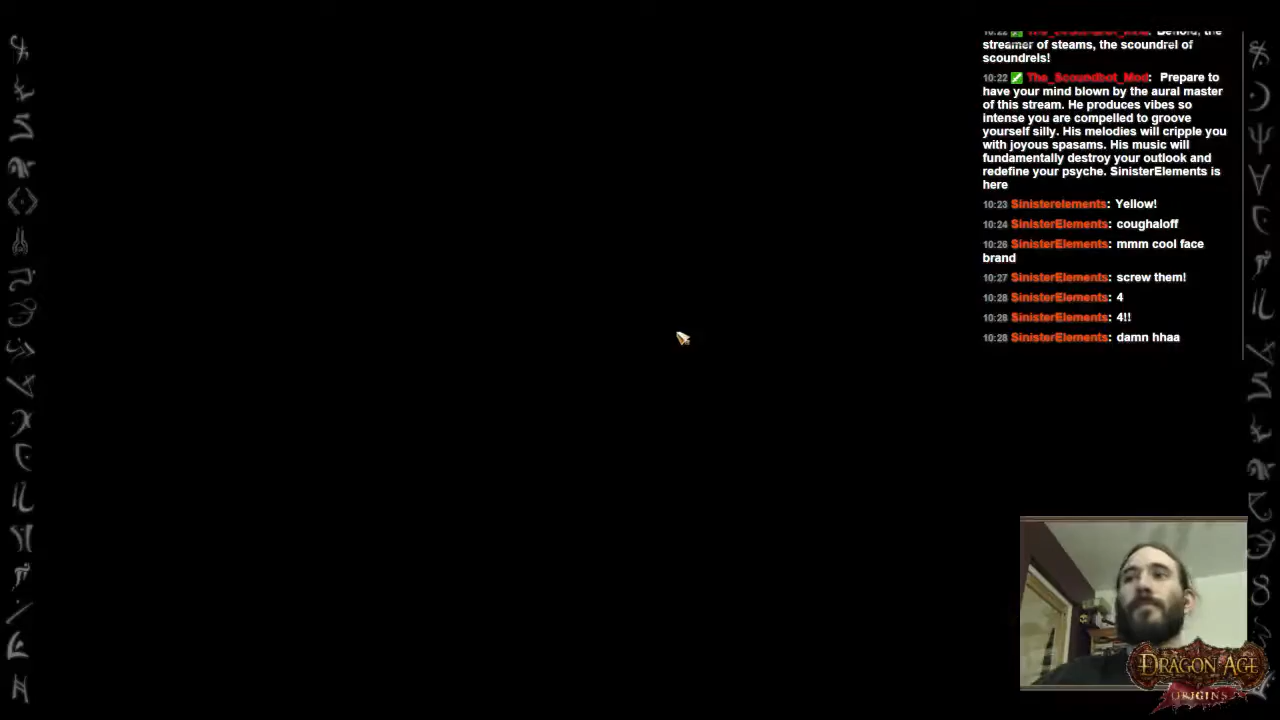 streamer of steams, the scoundrel of
scoundrels!
10:22 The_Scoundbot_Mod: Prepare to
have your mind blown by the aural master
of this stream. He produces vibes so
intense you are compelled to groove
yourself silly. His melodies will cripple you
with joyous spasams. His music will
fundamentally destroy your outlook and
redefine your psyche. SinisterElements is
here
10:23 Sinisterelements: Yellow!
10:24 SinisterElements: coughaloff
10:26 SinisterElements: mmm cool face
brand
10:27 SinisterElements: screw them!
10:28 SinisterElements: 4
10:28 SinisterElements: 4!!
10:28 SinisterElements: damn hhaa
DRAGON AGE
ORIGINS